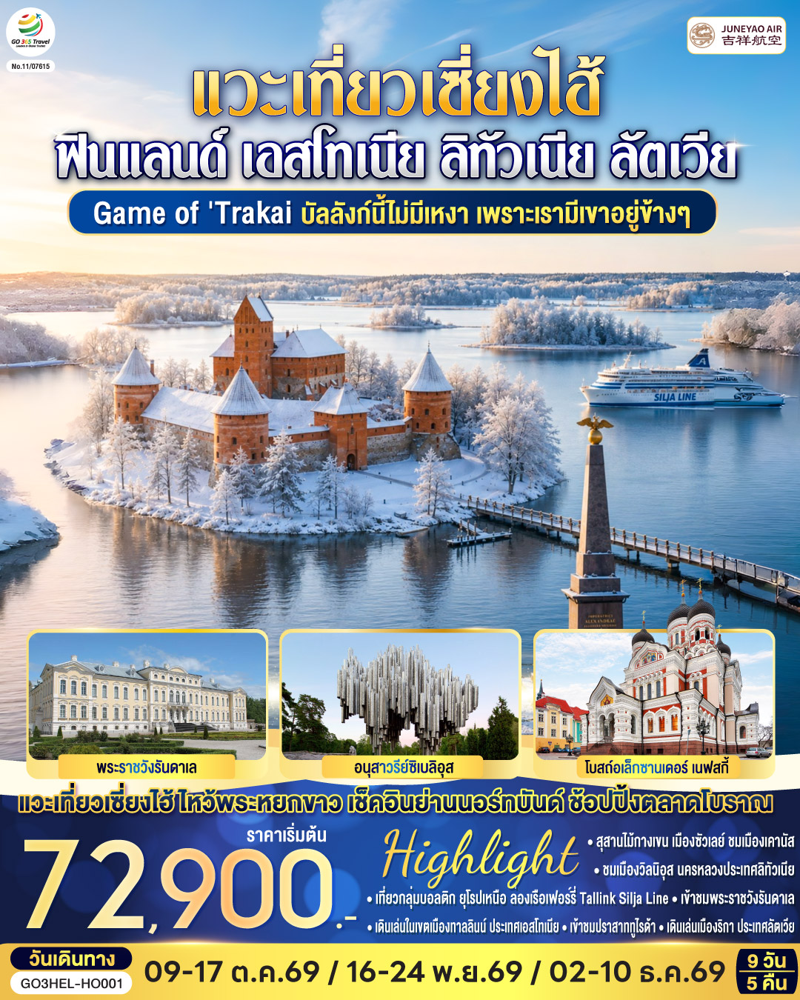 GO 365 Travel
Leaders in Global Tourism
No.11/07615
JUNEYAO AIR
吉祥航空
แวะเที่ยวเซี่ยงไฮ้
ฟินแลนด์ เอสโทเนีย ลิทัวเนีย ลัตเวีย
Game of 'Trakai บัลลังก์นี้ไม่มีเหงา เพราะเรามีเขาอยู่ข้างๆ
SILJA LINE
พระราชวังรันดาเล
อนุสาวรีย์ซิเบลิอุส
โบสถ์อเล็กซานเดอร์ เนฟสกี้
แวะเที่ยวเซี่ยงไฮ้ ไหว้พระหยกขาว เช็คอินย่านนอร์ทบันด์ ช้อปปิ้งตลาดโบราณ
ราคาเริ่มต้น
72,900.-
Highlight
• สุสานไม้กางเขน เมืองซัวเลย์ ชมเมืองเคานัส
• ชมเมืองวิลนิอุส นครหลวงประเทศลิทัวเนีย
• เที่ยวกลุ่มบอลติก ยุโรปเหนือ ล่องเรือเฟอร์รี่ Tallink Silja Line • เข้าชมพระราชวังรันดาเล
• เดินเล่นในเขตเมืองทาลลินน์ ประเทศเอสโทเนีย • เข้าชมปราสาททูไรด้า • เดินเล่นเมืองริกา ประเทศลัตเวีย
วันเดินทาง
GO3HEL-HO001
09-17 ต.ค.69 / 16-24 พ.ย.69 / 02-10 ธ.ค.69
9 วัน
5 คืน